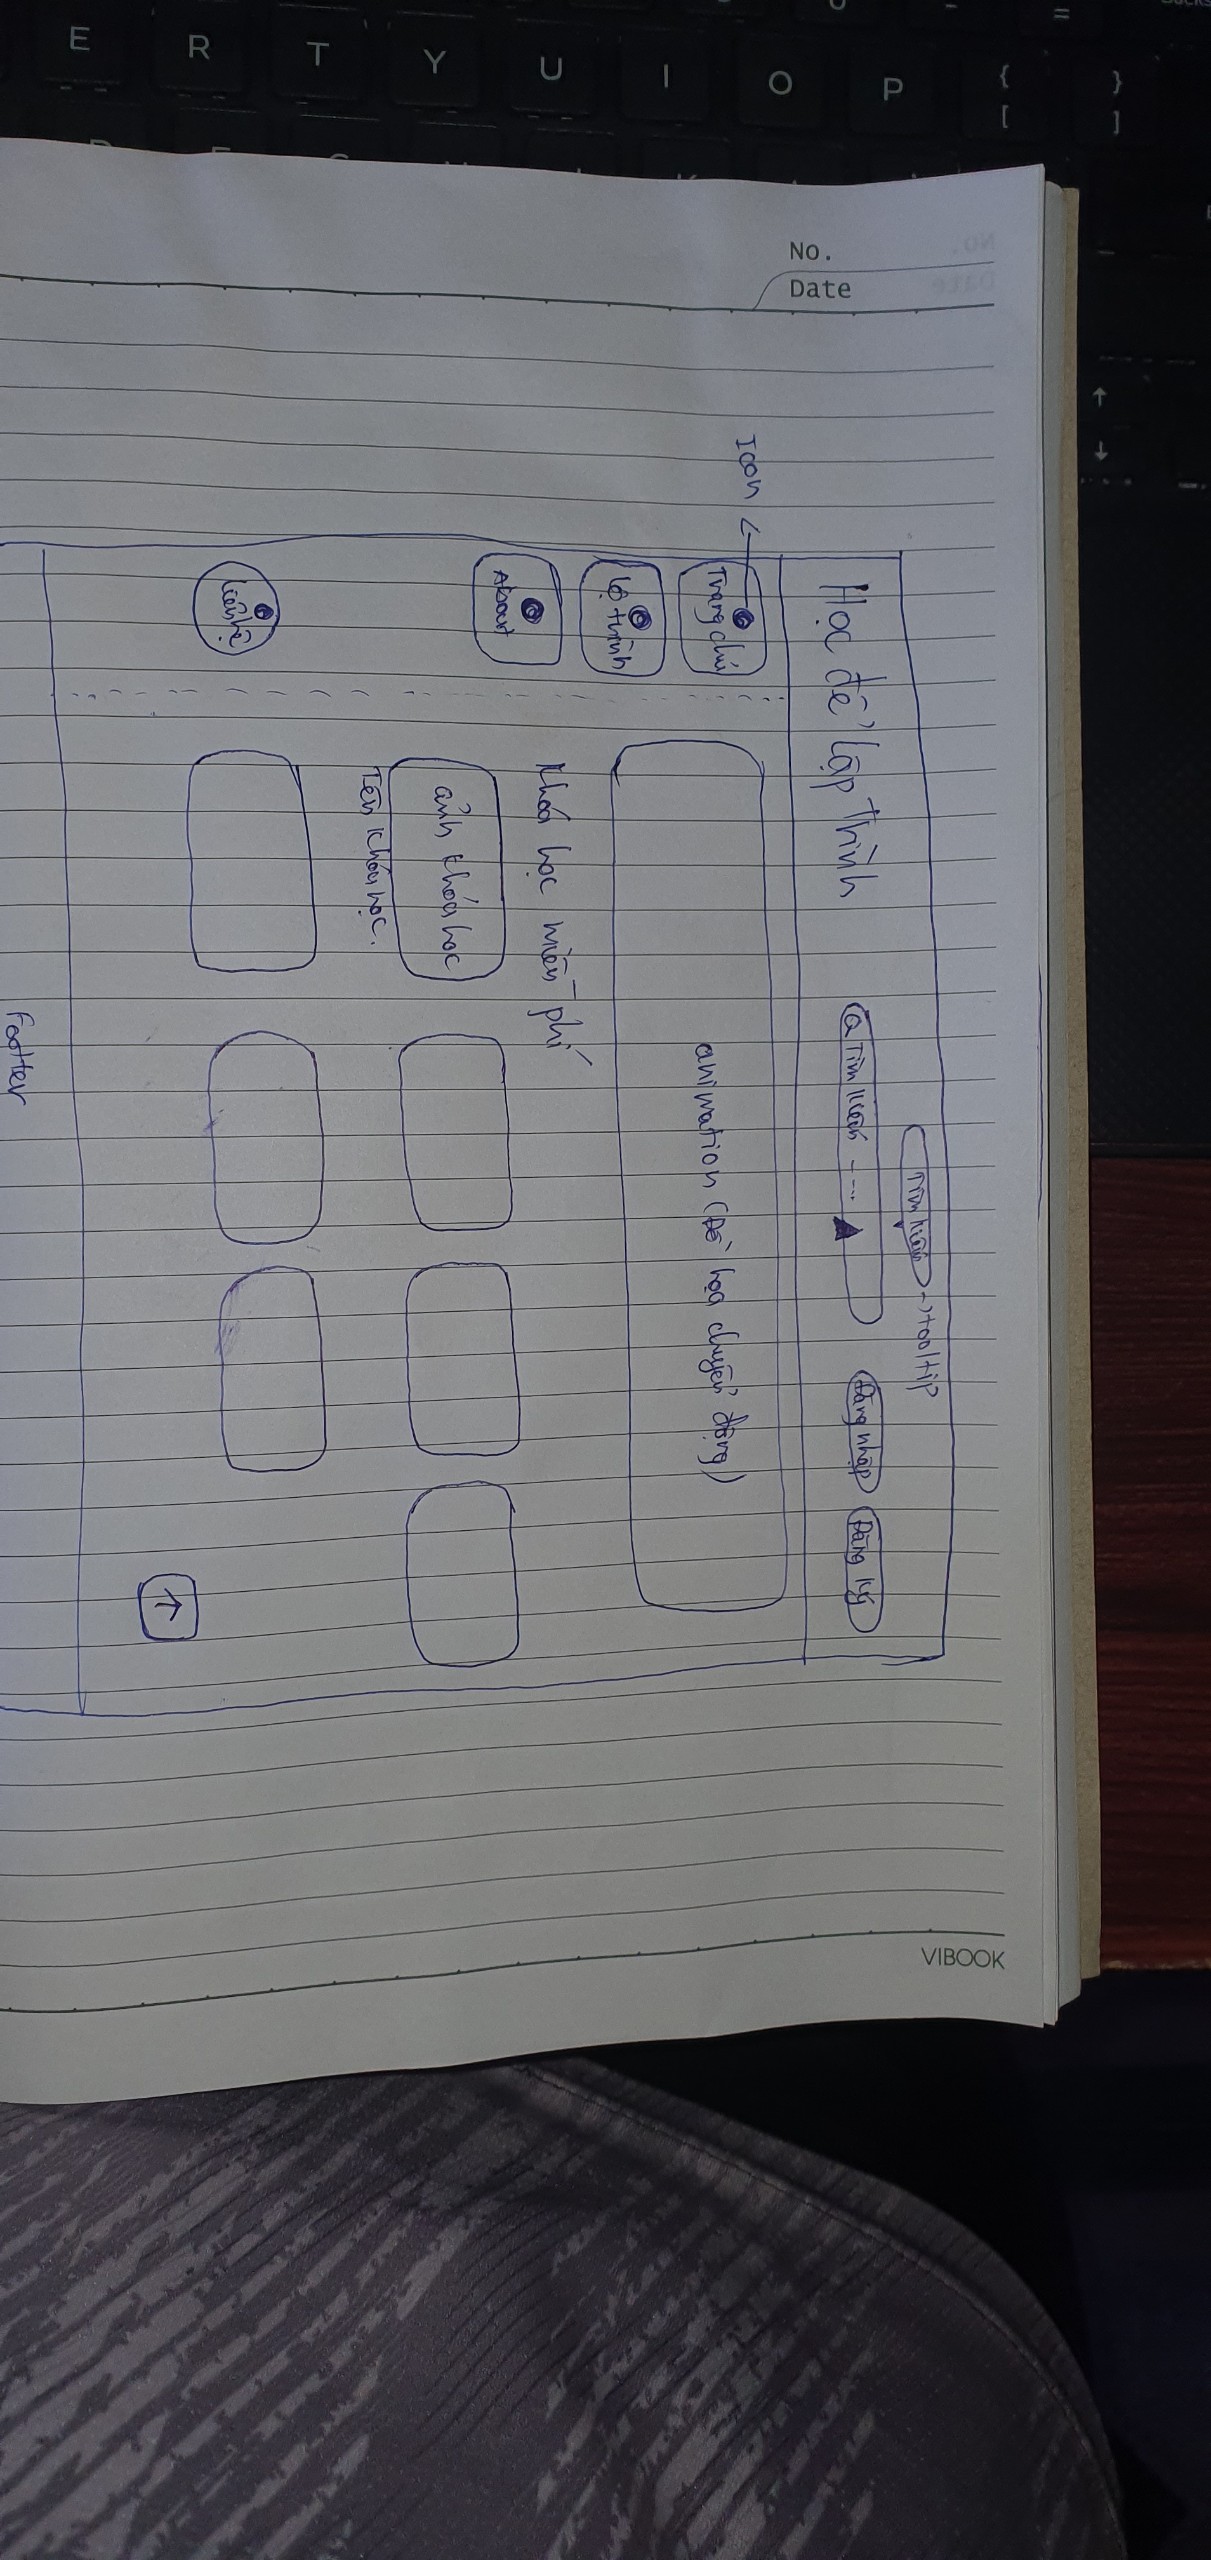 No.
Date
VIBOOK
Tìm kiếm -> tooltip
Học để lập trình
Q Tìm kiếm ----
Đăng nhập
Đăng ký
Icon
Trang chủ
animation (Đồ họa chuyển động)
Lộ trình
Khoá học miễn phí
About
ảnh khóa học
Tên khóa học.
Liên hệ
↑
Footter
E R T Y U I O P
{ [
} ]
=